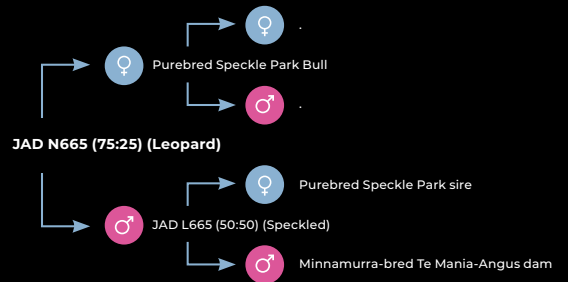 .
Purebred Speckle Park Bull
.
JAD N665 (75:25) (Leopard)
Purebred Speckle Park sire
JAD L665 (50:50) (Speckled)
Minnamurra-bred Te Mania-Angus dam